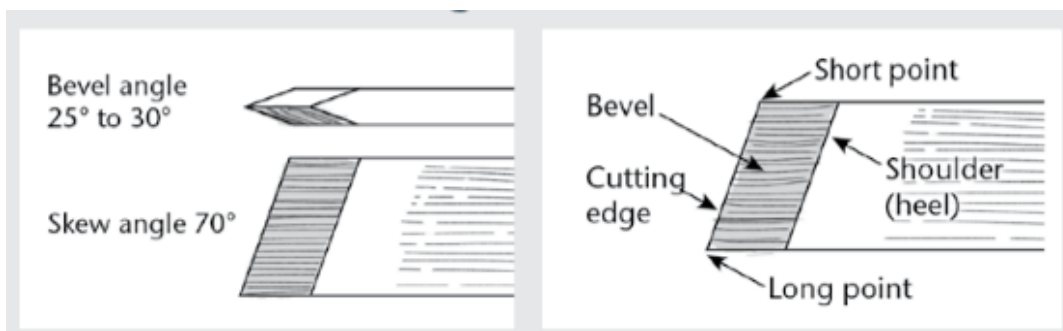 Bevel angle
25° to 30°
Skew angle 70°
Short point
Bevel
Cutting
edge
Shoulder
(heel)
Long point